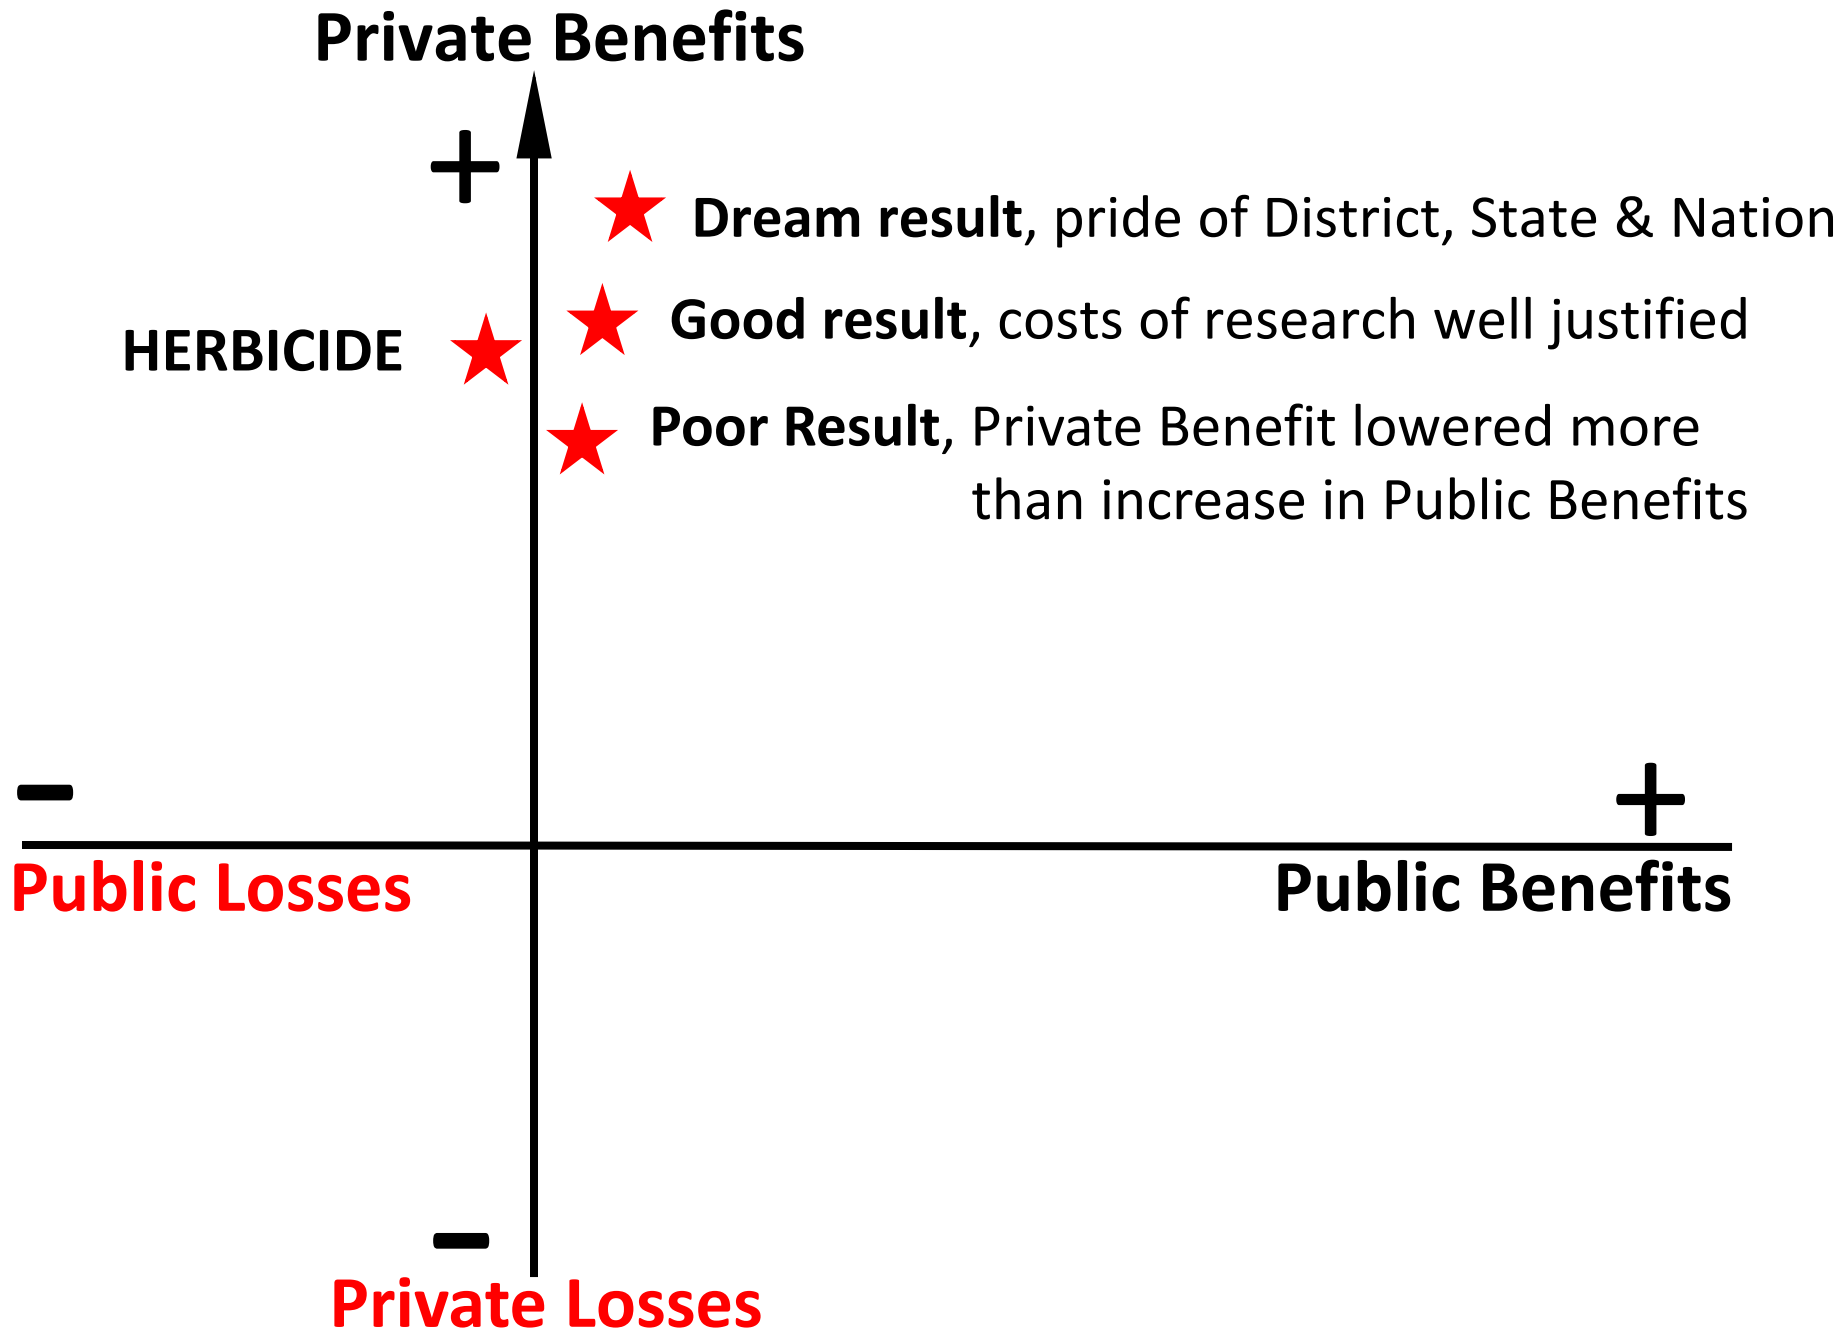 Private Benefits
+
Dream result, pride of District, State & Nation
Good result, costs of research well justified
HERBICIDE
Poor Result, Private Benefit lowered more
than increase in Public Benefits
– +
Public Losses Public Benefits
–
Private Losses